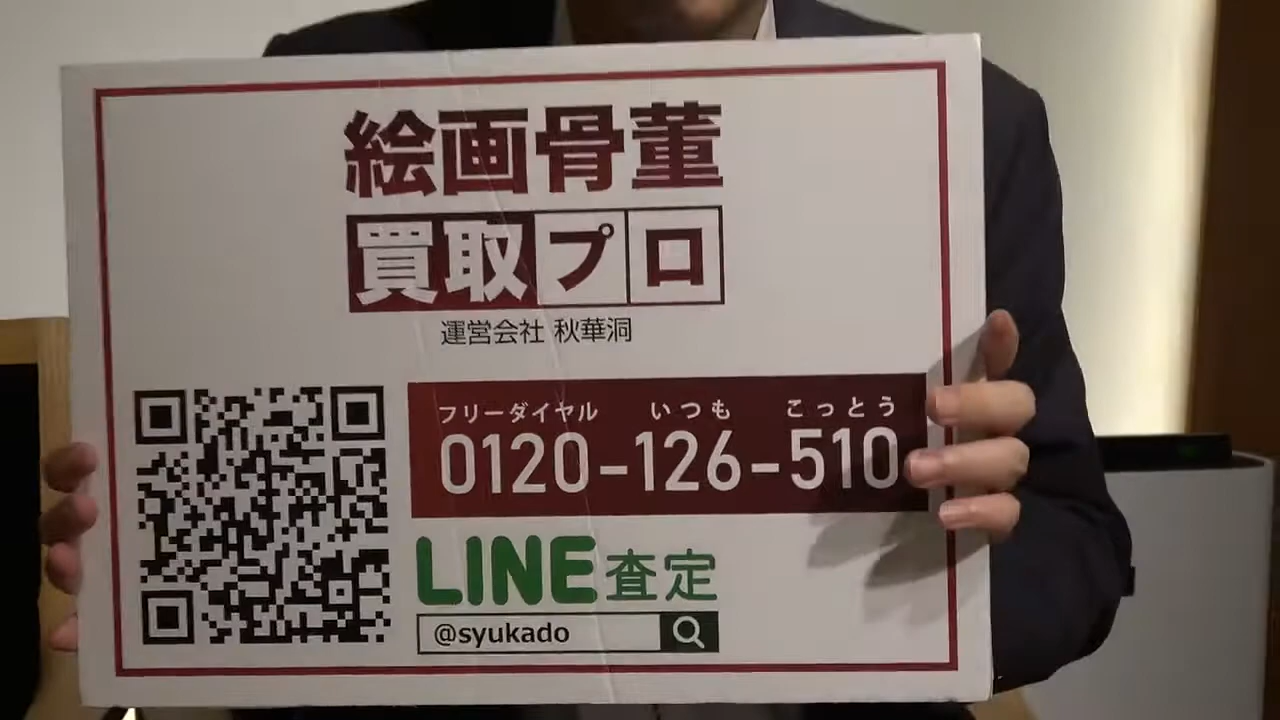 絵画骨董
買取プロ
運営会社 秋華洞
フリーダイヤル いつも こっとう
0120-126-510
LINE査定
@syukado